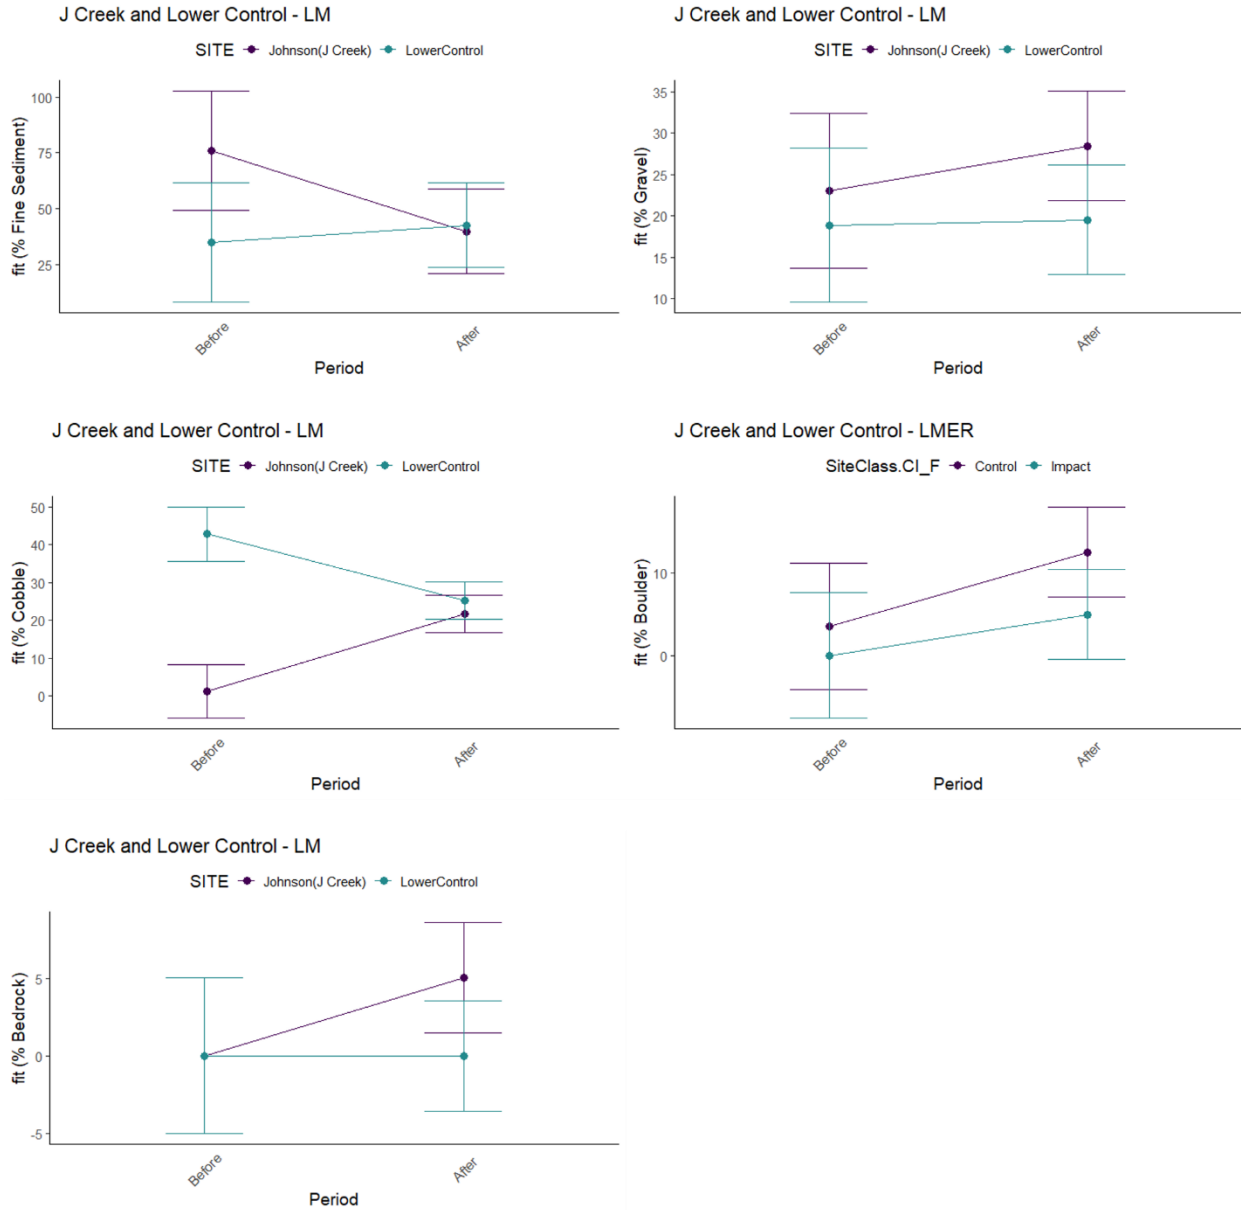 J Creek and Lower Control - LM
SITE Johnson(J Creek) LowerControl
fit (% Fine Sediment)
100
75
50
25
Before
After
Period
J Creek and Lower Control - LM
SITE Johnson(J Creek) LowerControl
fit (% Gravel)
35
30
25
20
15
10
Before
After
Period
J Creek and Lower Control - LM
SITE Johnson(J Creek) LowerControl
fit (% Cobble)
50
40
30
20
10
0
Before
After
Period
J Creek and Lower Control - LMER
SiteClass.CI_F Control Impact
fit (% Boulder)
10
0
Before
After
Period
J Creek and Lower Control - LM
SITE Johnson(J Creek) LowerControl
fit (% Bedrock)
5
0
-5
Before
After
Period